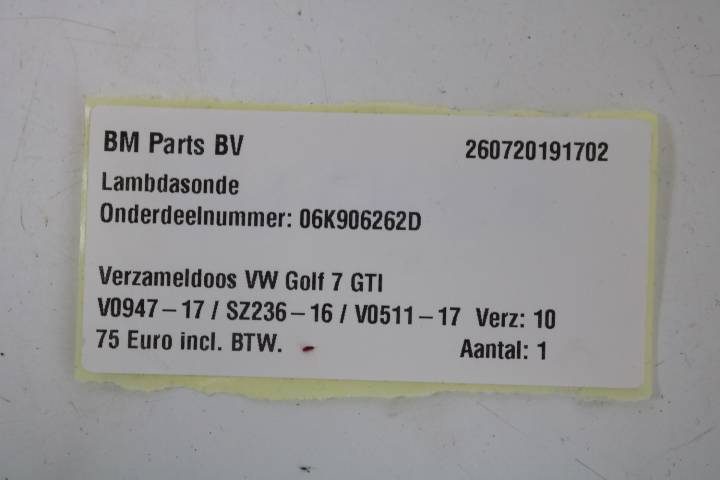 BM Parts BV 260720191702
Lambdasonde
Onderdeelnummer: 06K906262D
Verzameldoos VW Golf 7 GTI
V0947-17 / SZ236-16 / V0511-17 Verz: 10
75 Euro incl. BTW. Aantal: 1